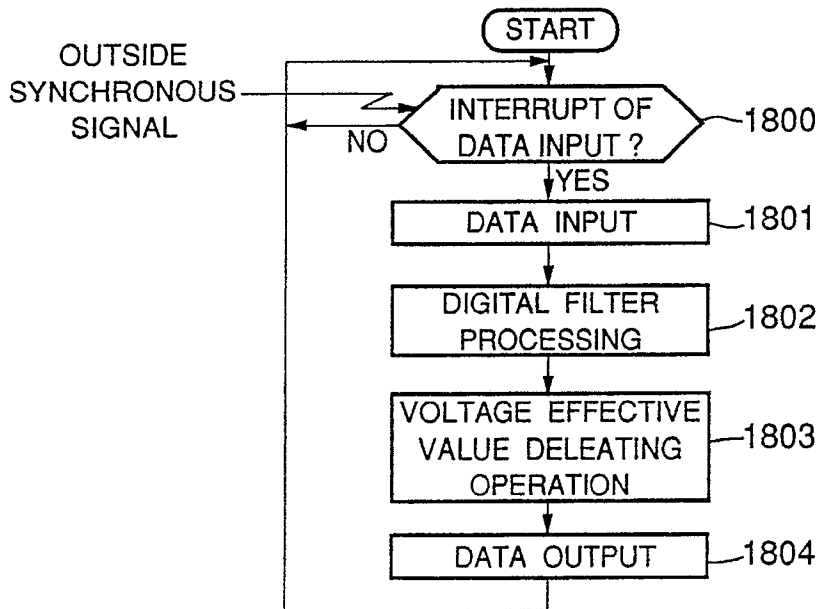 START
OUTSIDE
SYNCHRONOUS
SIGNAL
INTERRUPT OF
DATA INPUT ?
1800
NO
YES
DATA INPUT
1801
DIGITAL FILTER
PROCESSING
1802
VOLTAGE EFFECTIVE
VALUE DELEATING
OPERATION
1803
DATA OUTPUT
1804